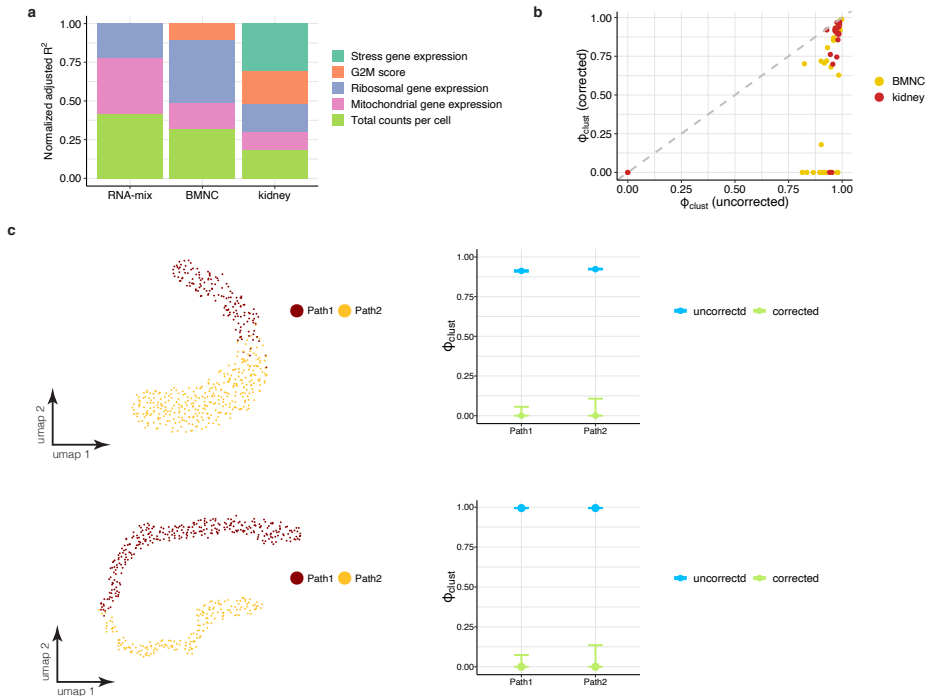 a
Normalized adjusted R²
1.00
0.75
0.50
0.25
0.00
RNA-mix
BMNC
kidney
Stress gene expression
G2M score
Ribosomal gene expression
Mitochondrial gene expression
Total counts per cell
b
ϕclust (corrected)
1.00
0.75
0.50
0.25
0.00
0.00
0.25
0.50
0.75
1.00
ϕclust (uncorrected)
BMNC
kidney
c
Path1
Path2
umap 2
umap 1
ϕclust
1.00
0.75
0.50
0.25
0.00
Path1
Path2
uncorrectd
corrected
Path1
Path2
umap 2
umap 1
ϕclust
1.00
0.75
0.50
0.25
0.00
Path1
Path2
uncorrectd
corrected